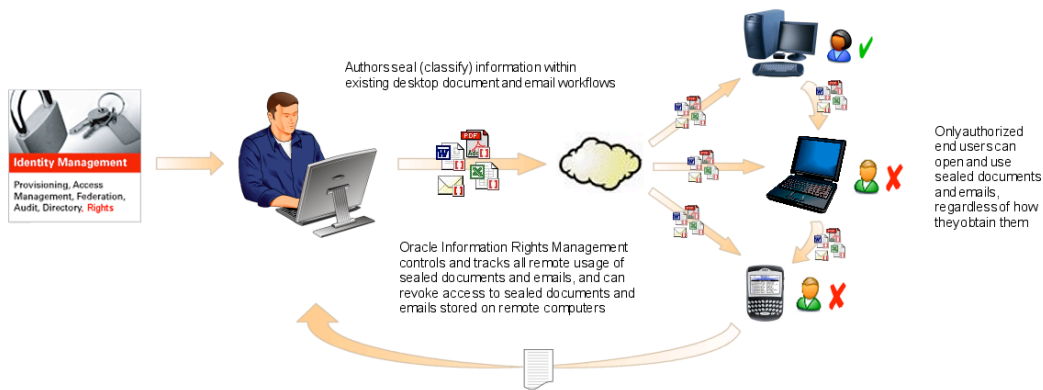 Authors seal (classify) information within
existing desktop document and email workflows
Identity Management
Provisioning, Access
Management, Federation,
Audit, Directory, Rights
PDF
Only authorized
end users can
open and use
sealed documents
and emails,
regardless of how
they obtain them
Oracle Information Rights Management
controls and tracks all remote usage of
sealed documents and emails, and can
revoke access to sealed documents and
emails stored on remote computers